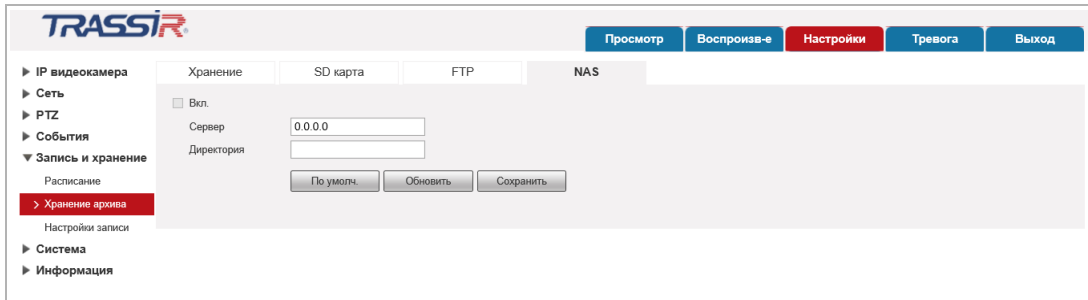 TRASSIR
Просмотр Воспроизв-е Настройки Тревога Выход
IP видеокамера
Сеть
PTZ
События
Запись и хранение
Расписание
Хранение архива
Настройки записи
Система
Информация
Хранение SD карта FTP NAS
Вкл.
Сервер 0.0.0.0
Директория
По умолч. Обновить Сохранить